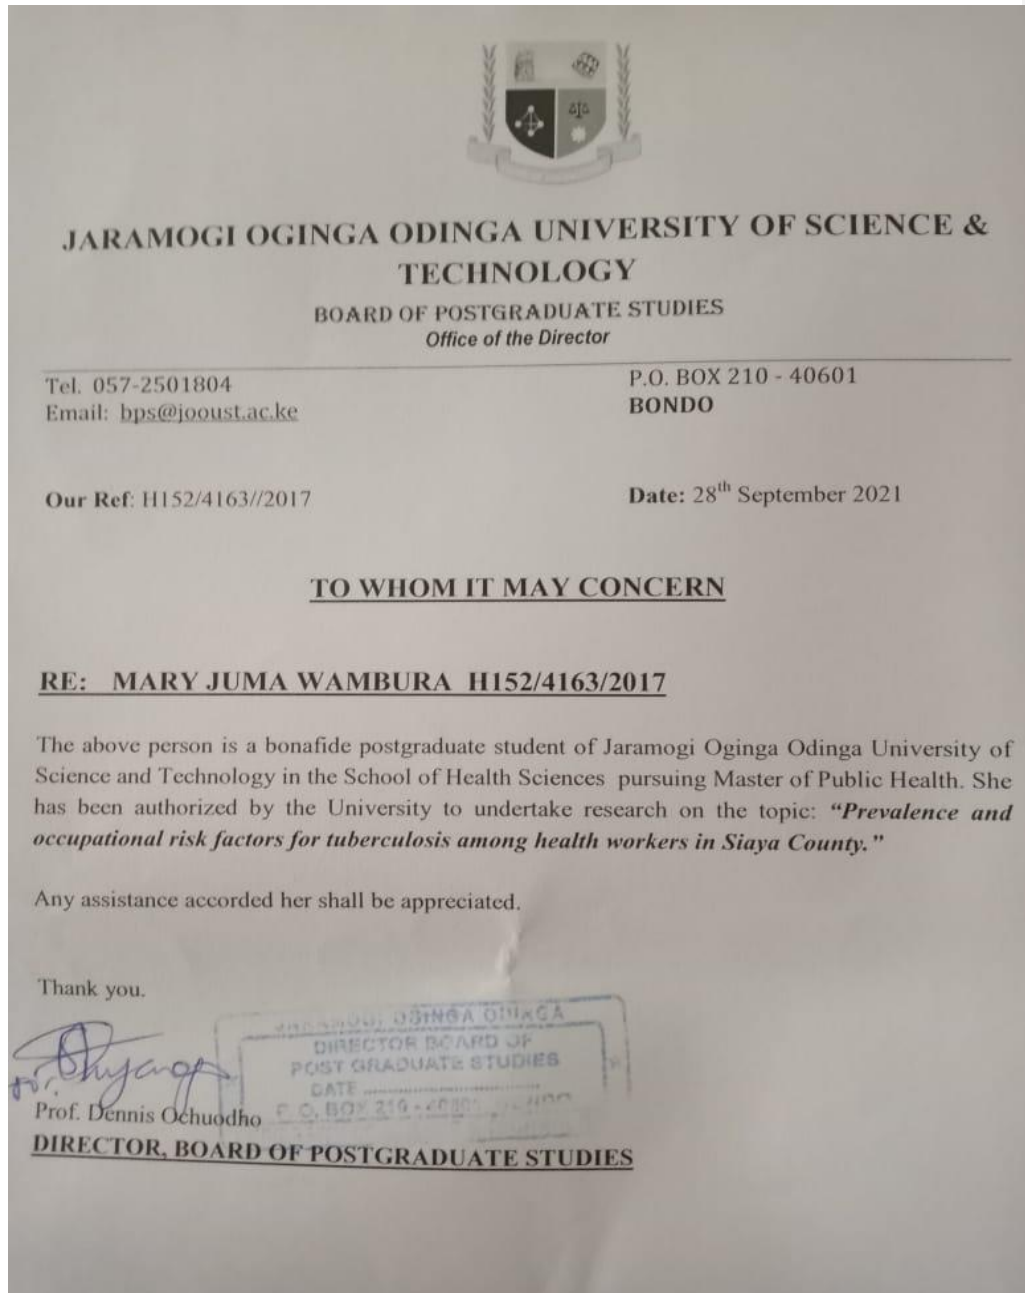 JARAMOGI OGINGA ODINGA UNIVERSITY OF SCIENCE &
TECHNOLOGY
BOARD OF POSTGRADUATE STUDIES
Office of the Director
Tel. 057-2501804
Email: bps@jooust.ac.ke
P.O. BOX 210 - 40601
BONDO
Our Ref: H152/4163//2017
Date: 28th September 2021
TO WHOM IT MAY CONCERN
RE: MARY JUMA WAMBURA H152/4163/2017
The above person is a bonafide postgraduate student of Jaramogi Oginga Odinga University of
Science and Technology in the School of Health Sciences pursuing Master of Public Health. She
has been authorized by the University to undertake research on the topic: “Prevalence and
occupational risk factors for tuberculosis among health workers in Siaya County.”
Any assistance accorded her shall be appreciated.
Thank you.
OGINGA ODINGA
DIRECTOR BOARD OF
POST GRADUATE STUDIES
DATE
P. O. BOX 210 - 40601
Prof. Dennis Ochuodho
DIRECTOR, BOARD OF POSTGRADUATE STUDIES